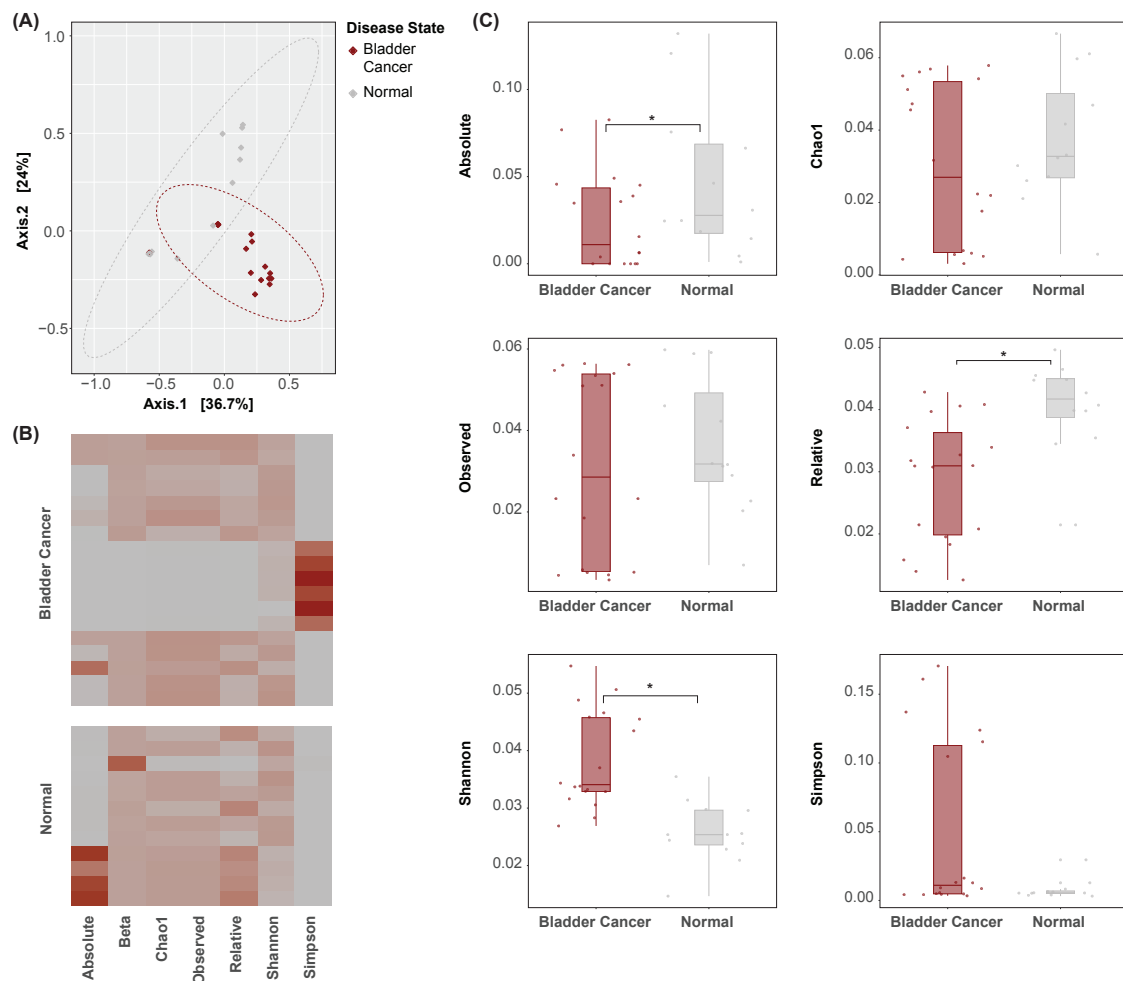 (A)
Disease State
Bladder
Cancer
Normal
1.0
0.5
0.0
−0.5
Axis.2 [24%]
−1.0 −0.5 0.0 0.5
Axis.1 [36.7%]
(B)
Bladder Cancer
Normal
Absolute
Beta
Chao1
Observed
Relative
Shannon
Simpson
(C)
Absolute
0.10
0.05
0.00
*
Bladder Cancer Normal
Chao1
0.06
0.04
0.02
0.00
Bladder Cancer Normal
Observed
0.06
0.04
0.02
Bladder Cancer Normal
Relative
0.05
0.04
0.03
0.02
*
Bladder Cancer Normal
Shannon
0.05
0.04
0.03
0.02
*
Bladder Cancer Normal
Simpson
0.15
0.10
0.05
0.00
Bladder Cancer Normal